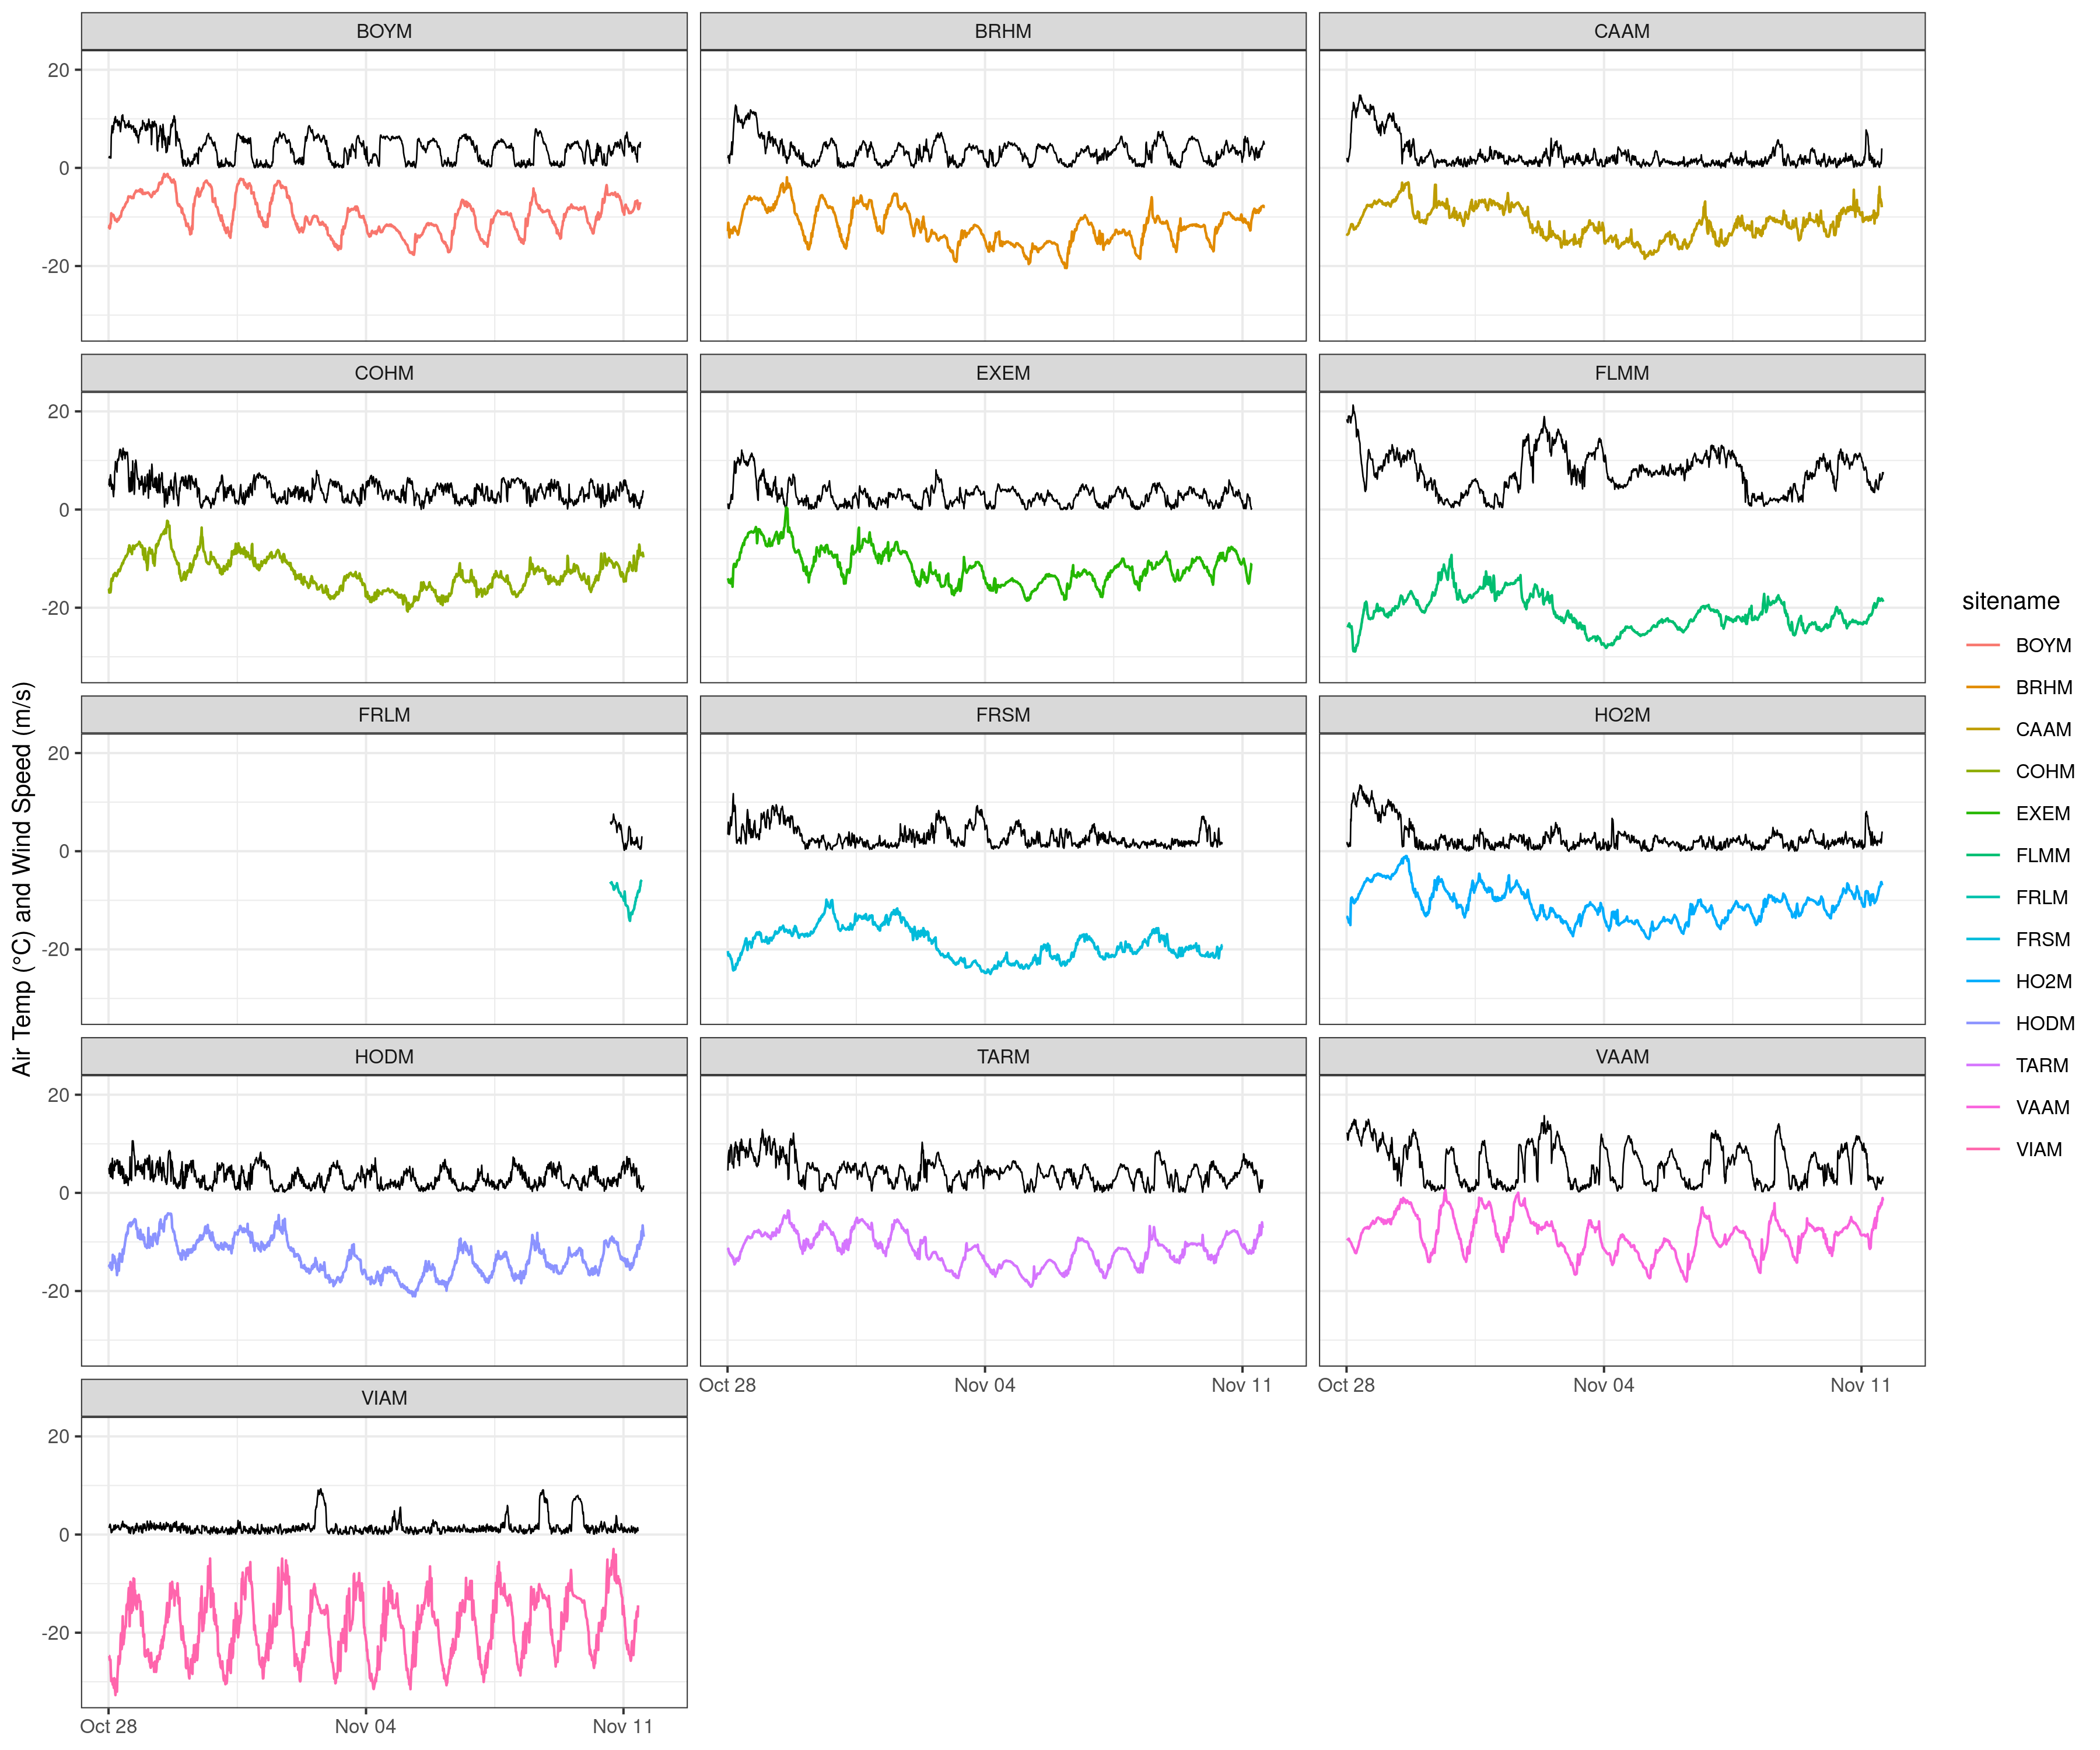 BOYM
BRHM
CAAM
20
0
-20
COHM
EXEM
FLMM
20
0
-20
FRLM
FRSM
HO2M
20
0
-20
HODM
TARM
VAAM
20
0
-20
Oct 28
Nov 04
Nov 11
Oct 28
Nov 04
Nov 11
VIAM
20
0
-20
Oct 28
Nov 04
Nov 11
Air Temp (°C) and Wind Speed (m/s)
sitename
BOYM
BRHM
CAAM
COHM
EXEM
FLMM
FRLM
FRSM
HO2M
HODM
TARM
VAAM
VIAM